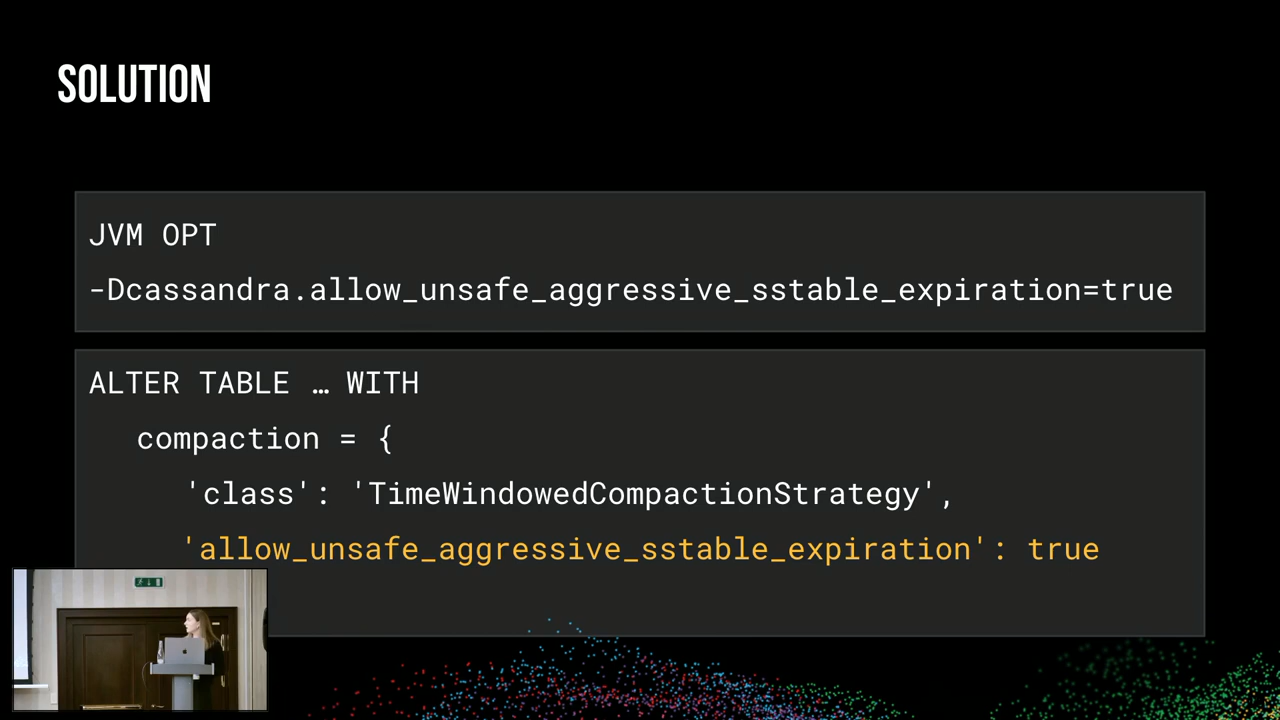 SOLUTION
JVM OPT
-Dcassandra.allow_unsafe_aggressive_sstable_expiration=true
ALTER TABLE … WITH
compaction = {
'class': 'TimeWindowedCompactionStrategy',
'allow_unsafe_aggressive_sstable_expiration': true